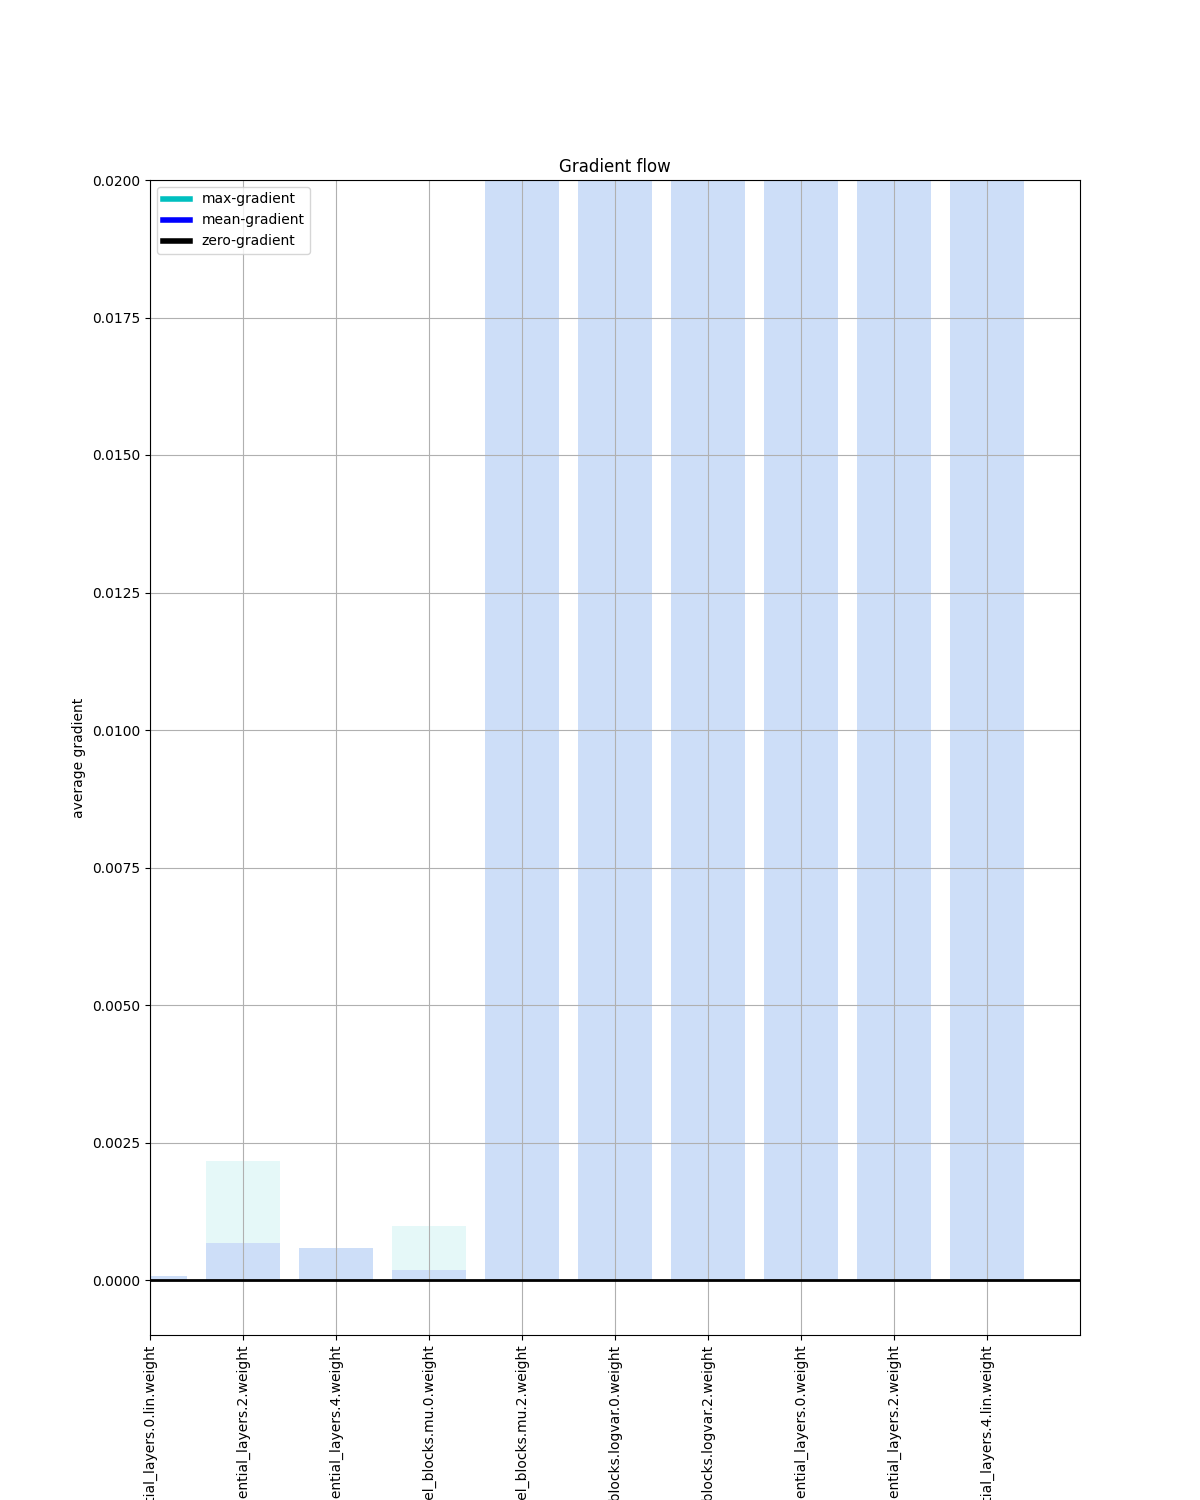 Gradient flow
max-gradient
mean-gradient
zero-gradient
0.0200
0.0175
0.0150
0.0125
0.0100
0.0075
0.0050
0.0025
0.0000
average gradient
tial_layers.0.lin.weight
ential_layers.2.weight
ential_layers.4.weight
el_blocks.mu.0.weight
el_blocks.mu.2.weight
blocks.logvar.0.weight
blocks.logvar.2.weight
ential_layers.0.weight
ential_layers.2.weight
tial_layers.4.lin.weight